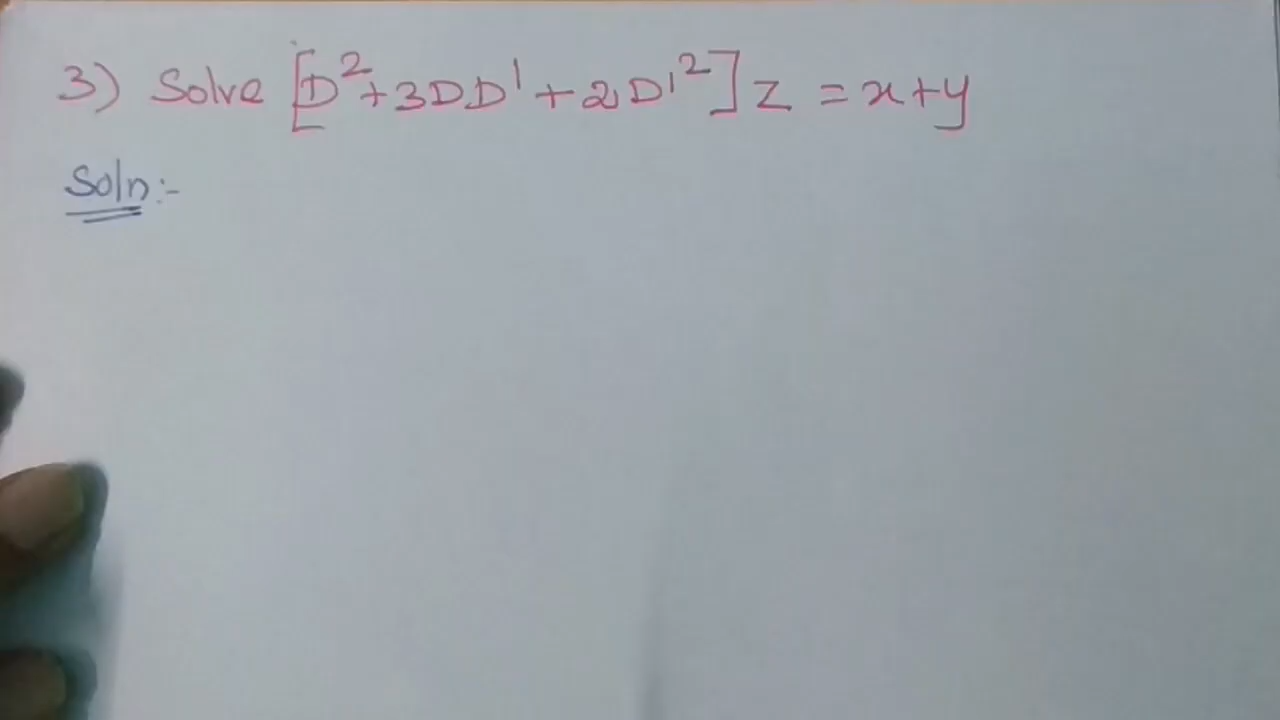 3) Solve [D²+3DD'+2D'²]z = x+y
Soln:-